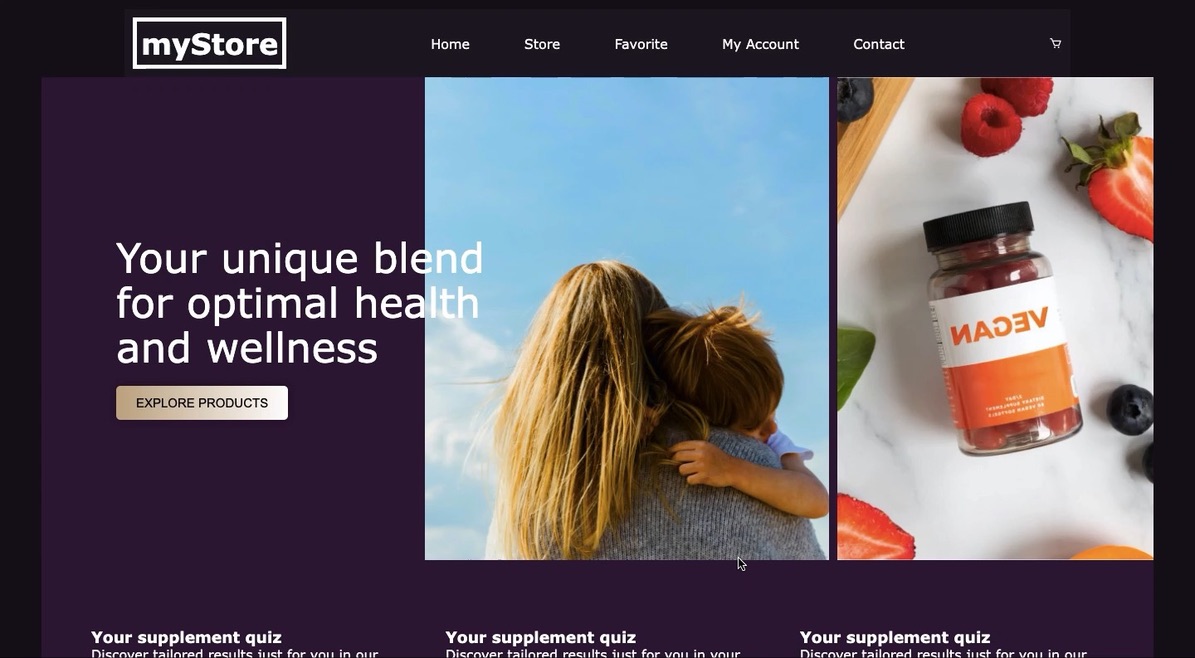 myStore
Home Store Favorite My Account Contact
Your unique blend
for optimal health
and wellness
EXPLORE PRODUCTS
VEGAN
Your supplement quiz Your supplement quiz Your supplement quiz
Discover tailored results just for you in our Discover tailored results just for you in your Discover tailored results just for you in our